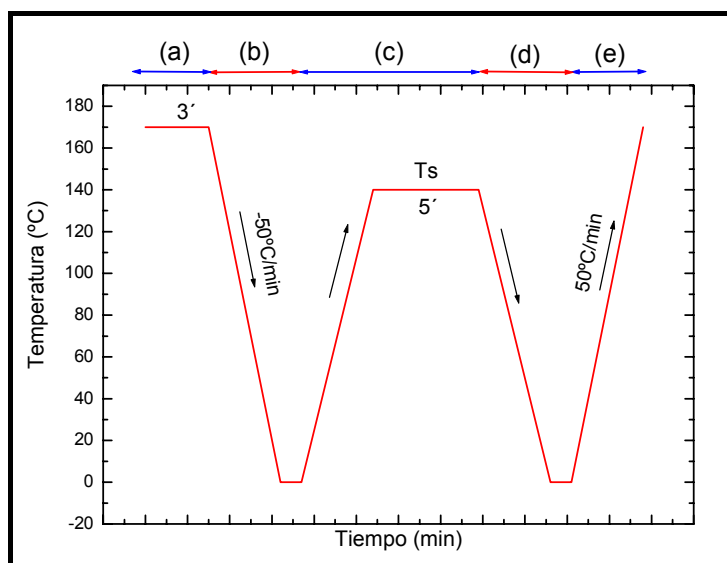 (a) (b) (c) (d) (e)
180
160
140
120
100
80
60
40
20
0
-20
Temperatura (ºC)
3´
-50ºC/min
Ts
5´
50ºC/min
Tiempo (min)